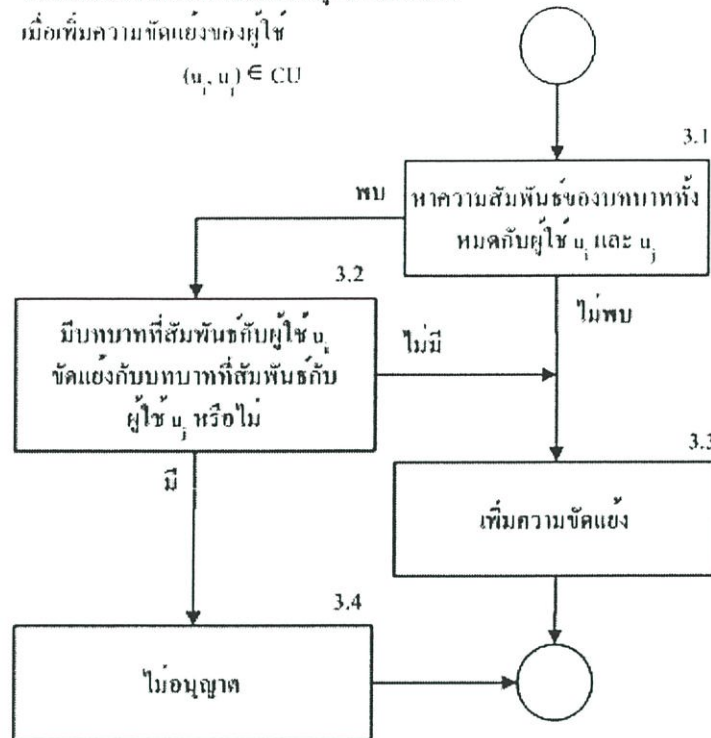 เมื่อเพิ่มความขัดแย้งของผู้ใช้
(u_i, u_j) ∈ CU
3.1
หาความสัมพันธ์ของบทบาททั้ง
หมดกับผู้ใช้ u_i และ u_j
พบ
ไม่พบ
3.2
มีบทบาทที่สัมพันธ์กับผู้ใช้ u_i
ขัดแย้งกับบทบาทที่สัมพันธ์กับ
ผู้ใช้ u_j หรือไม่
ไม่มี
มี
3.3
เพิ่มความขัดแย้ง
3.4
ไม่อนุญาต